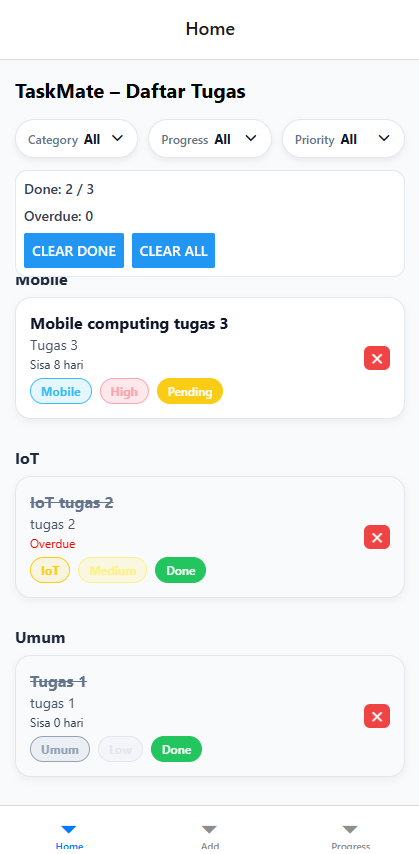 Home
TaskMate – Daftar Tugas
Category All Progress All Priority All
Done: 2 / 3
Overdue: 0
CLEAR DONE CLEAR ALL
Mobile
Mobile computing tugas 3
Tugas 3
Sisa 8 hari
Mobile High Pending
IoT
IoT tugas 2
tugas 2
Overdue
IoT Medium Done
Umum
Tugas 1
tugas 1
Sisa 0 hari
Umum Low Done
Home Add Progress